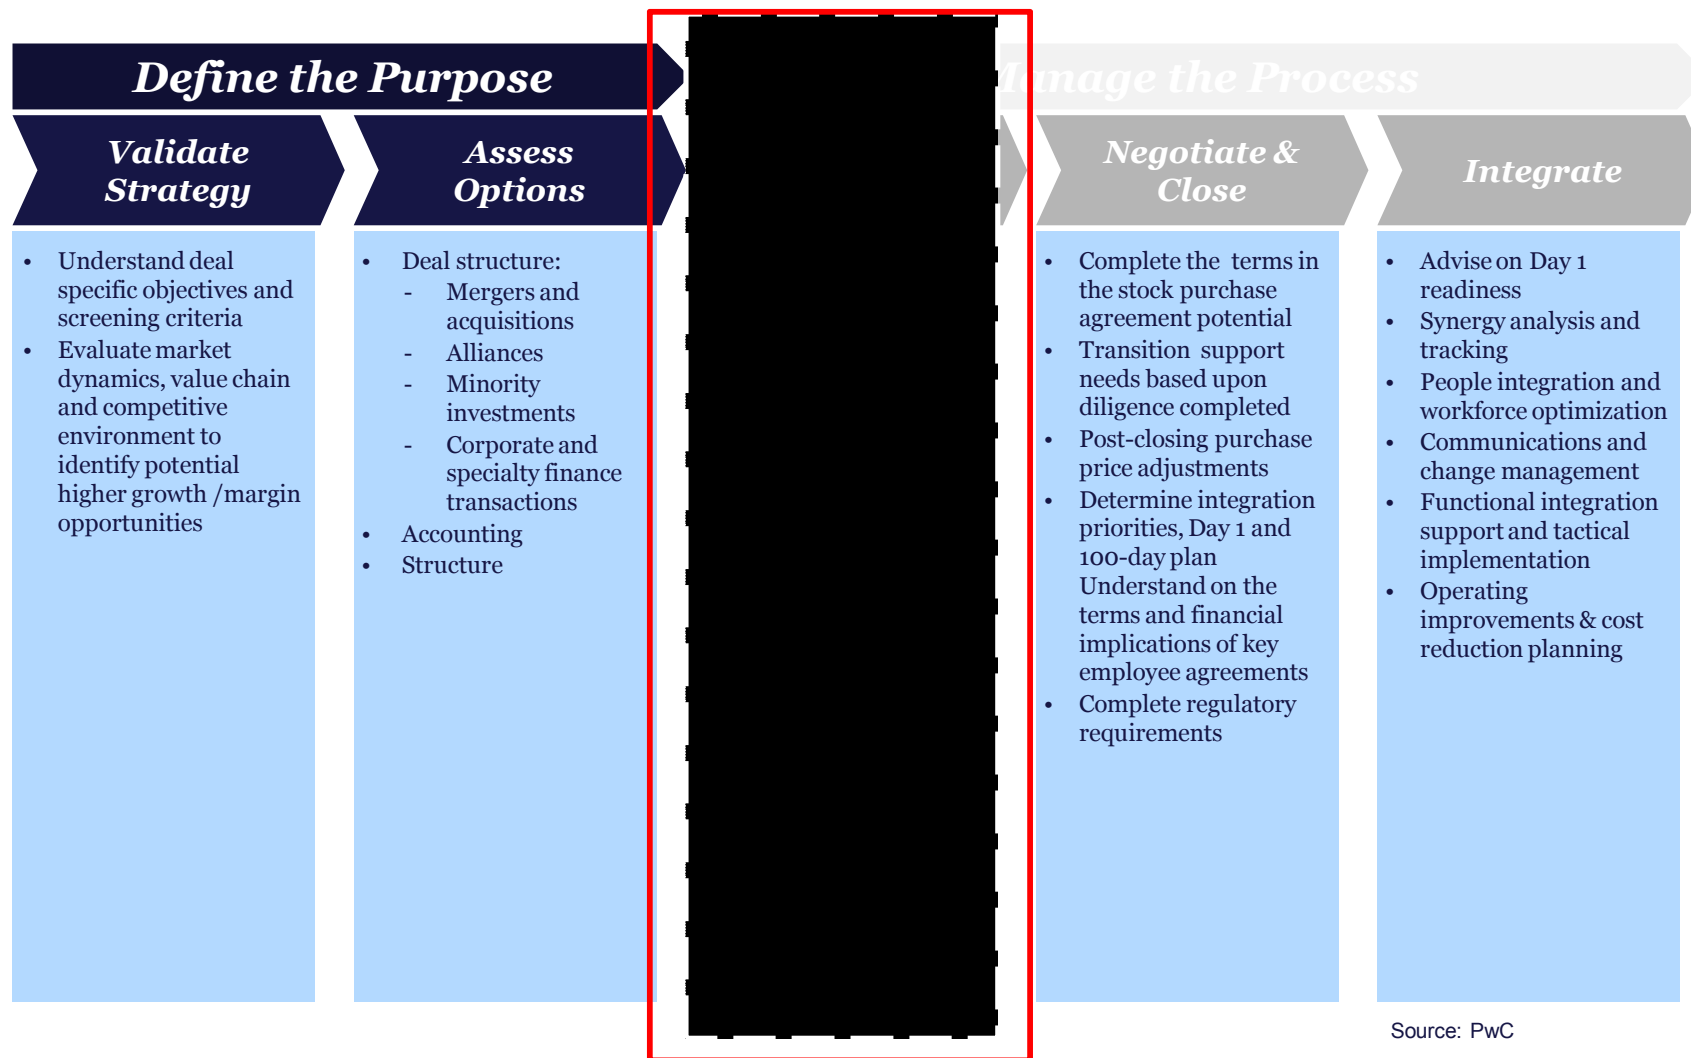 Define the Purpose
Manage the Process
Validate
Strategy
Assess
Options
Negotiate &
Close
Integrate
• Understand deal
specific objectives and
screening criteria
• Evaluate market
dynamics, value chain
and competitive
environment to
identify potential
higher growth /margin
opportunities
• Deal structure:
- Mergers and
acquisitions
- Alliances
- Minority
investments
- Corporate and
specialty finance
transactions
• Accounting
• Structure
• Complete the terms in
the stock purchase
agreement potential
• Transition support
needs based upon
diligence completed
• Post-closing purchase
price adjustments
• Determine integration
priorities, Day 1 and
100-day plan
Understand on the
terms and financial
implications of key
employee agreements
• Complete regulatory
requirements
• Advise on Day 1
readiness
• Synergy analysis and
tracking
• People integration and
workforce optimization
• Communications and
change management
• Functional integration
support and tactical
implementation
• Operating
improvements & cost
reduction planning
Source: PwC